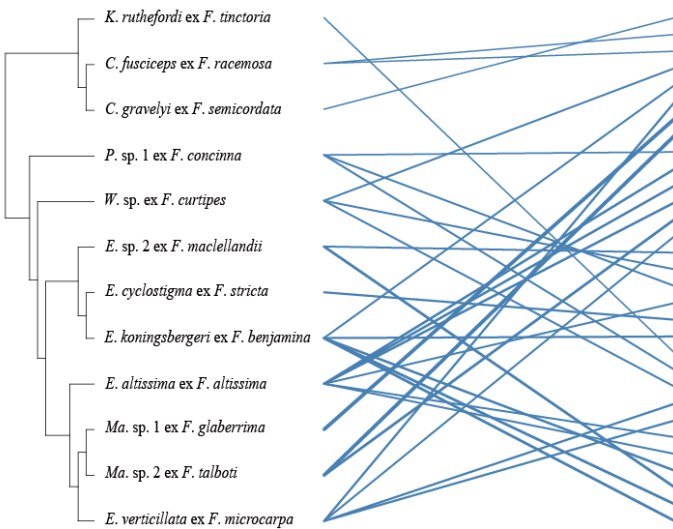 K. ruthefordi ex F. tinctoria
C. fusciceps ex F. racemosa
C. gravelyi ex F. semicordata
P. sp. 1 ex F. concinna
W. sp. ex F. curtipes
E. sp. 2 ex F. maclellandii
E. cyclostigma ex F. stricta
E. koningsbergeri ex F. benjamina
E. altissima ex F. altissima
Ma. sp. 1 ex F. glaberrima
Ma. sp. 2 ex F. talboti
E. verticillata ex F. microcarpa